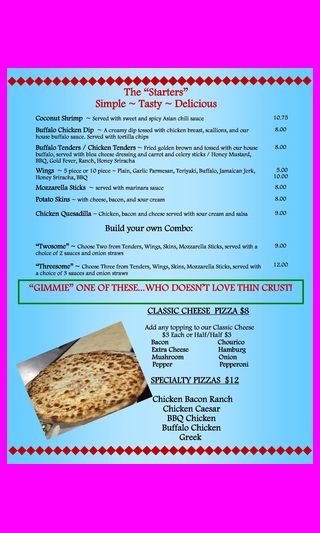 The “Starters”
Simple ~ Tasty ~ Delicious
Coconut Shrimp ~ Served with sweet and spicy Asian chili sauce 10.75
Buffalo Chicken Dip ~ A creamy dip tossed with chicken breast, scallions, and our 8.00
house buffalo sauce. Served with tortilla chips
Buffalo Tenders / Chicken Tenders ~ Fried golden brown and tossed with our house 8.00
buffalo, served with bleu cheese dressing and carrot and celery sticks / Honey Mustard,
BBQ, Gold Fever, Ranch, Honey Sriracha
Wings ~ 5 piece or 10 piece ~ Plain, Garlic Parmesan, Teriyaki, Buffalo, Jamaican Jerk, 5.00
Honey Sriracha, BBQ 10.00
Mozzarella Sticks ~ served with marinara sauce 8.00
Potato Skins ~ with cheese, bacon, and sour cream 8.00
Chicken Quesadilla ~ Chicken, bacon and cheese served with sour cream and salsa 9.00
Build your own Combo:
“Twosome” ~ Choose Two from Tenders, Wings, Skins, Mozzarella Sticks, served with a 9.00
choice of 2 sauces and onion straws
“Threesome” ~ Choose Three from Tenders, Wings, Skins, Mozzarella Sticks, served with 12.00
a choice of 3 sauces and onion straws
“GIMMIE” ONE OF THESE...WHO DOESN’T LOVE THIN CRUST!
CLASSIC CHEESE PIZZA $8
Add any topping to our Classic Cheese
$3 Each or Half/Half $3
Bacon Chourico
Extra Cheese Hamburg
Mushroom Onion
Pepper Pepperoni
SPECIALTY PIZZAS $12
Chicken Bacon Ranch
Chicken Caesar
BBQ Chicken
Buffalo Chicken
Greek